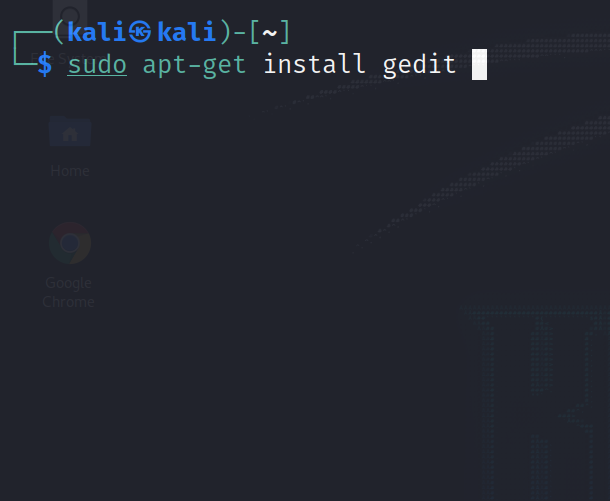 ┌──(kali㉿kali)-[~]
└─$ sudo apt-get install gedit
Home
Google
Chrome